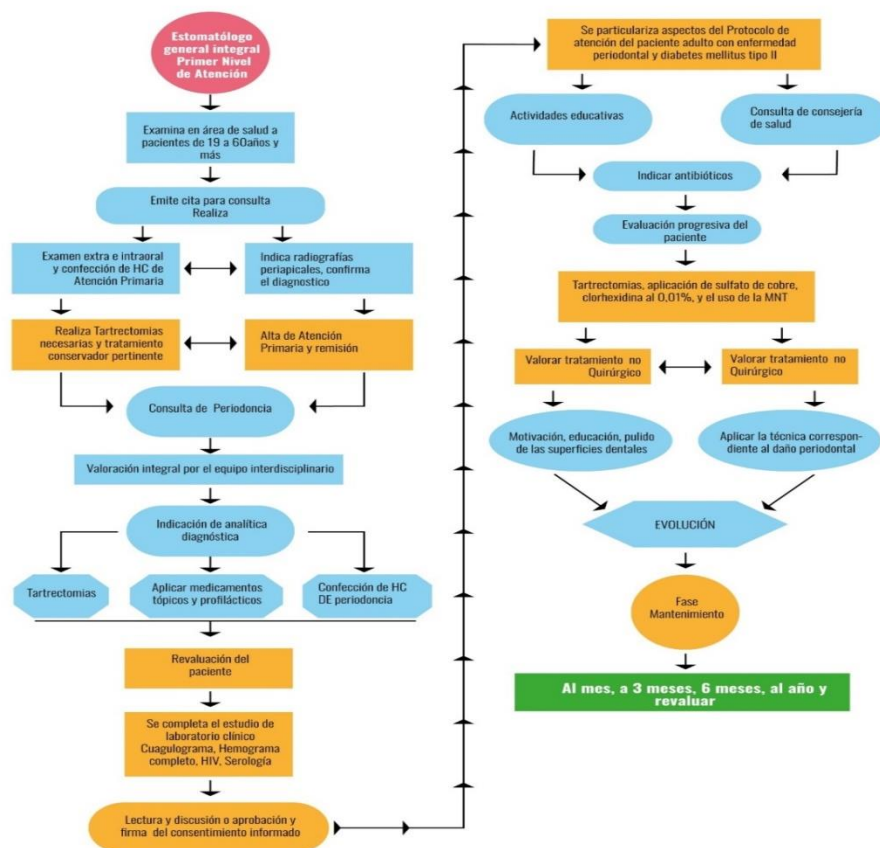 Estomatólogo
general integral
Primer Nivel
de Atención
Examina en área de salud a
pacientes de 19 a 60años y
más
Emite cita para consulta
Realiza
Examen extra e intraoral
y confección de HC de
Atención Primaria
Indica radiografías
periapicales, confirma
el diagnostico
Realiza Tartrectomias
necesarias y tratamiento
conservador pertinente
Alta de Atención
Primaria y remisión
Consulta de Periodoncia
Valoración integral por el equipo interdisciplinario
Indicación de analítica
diagnóstica
Tartrectomias
Aplicar medicamentos
tópicos y profilácticos
Confección de HC
DE periodoncia
Revaluación del
paciente
Se completa el estudio de
laboratorio clínico
Cuagulograma, Hemograma
completo, HIV, Serología
Lectura y discusión o aprobación y
firma del consentimiento informado
Se particulariza aspectos del Protocolo de
atención del paciente adulto con enfermedad
periodontal y diabetes mellitus tipo II
Actividades educativas
Consulta de consejería
de salud
Indicar antibióticos
Evaluación progresiva del
paciente
Tartrectomias, aplicación de sulfato de cobre,
clorhexidina al 0,01%, y el uso de la MNT
Valorar tratamiento no
Quirúrgico
Valorar tratamiento no
Quirúrgico
Motivación, educación, pulido
de las superficies dentales
Aplicar la técnica correspon-
diente al daño periodontal
EVOLUCIÓN
Fase
Mantenimiento
Al mes, a 3 meses, 6 meses, al año y
revaluar